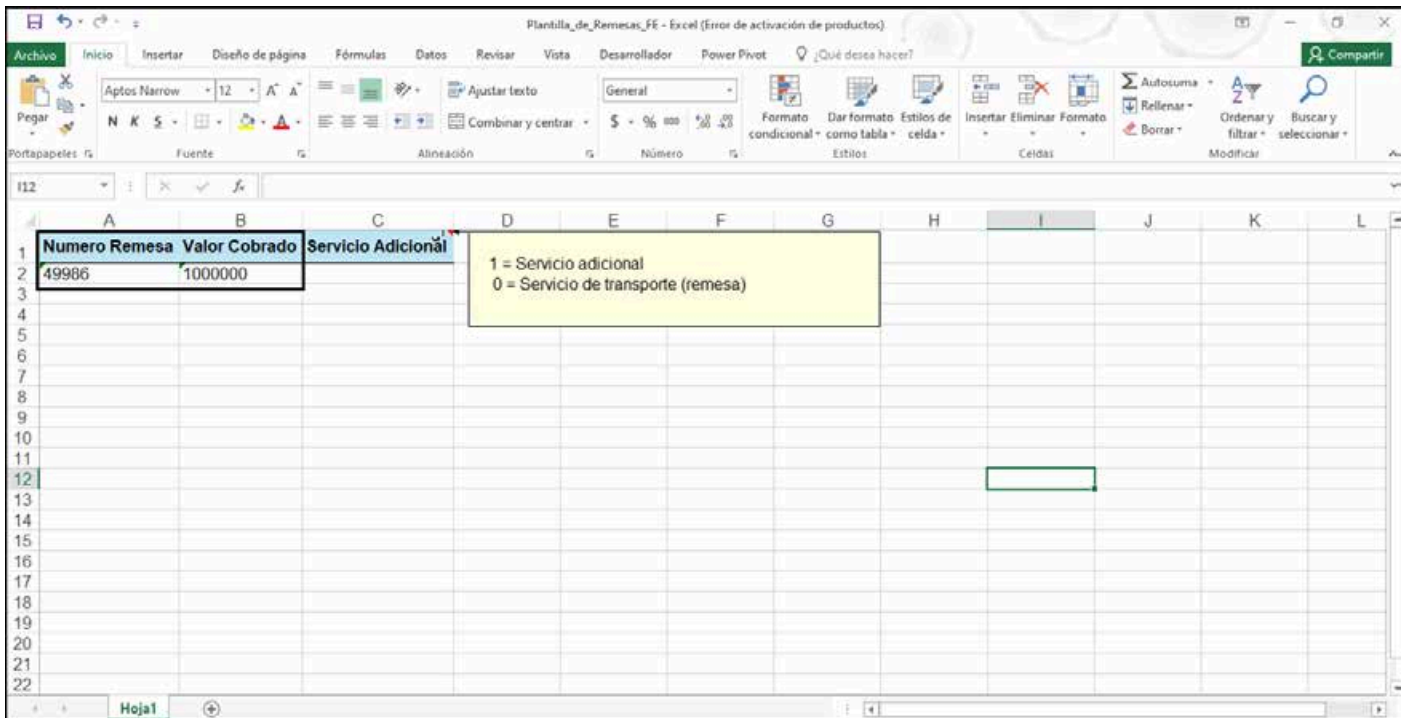 Plantilla_de_Remesas_FE - Excel (Error de activación de productos)
Archivo Inicio Insertar Diseño de página Fórmulas Datos Revisar Vista Desarrollador Power Pivot ¿Qué desea hacer? Compartir
Pegar
Aptos Narrow 12 A A
N K S A
Ajustar texto
Combinar y centrar
General
$ % 000
Formato condicional
Dar formato como tabla
Estilos de celda
Insertar Eliminar Formato
Autosuma
Rellenar
Borrar
Ordenar y filtrar
Buscar y seleccionar
Portapapeles Fuente Alineación Número Estilos Celdas Modificar
I12 fx
A B C D E F G H I J K L
1 Numero Remesa Valor Cobrado Servicio Adicional
2 49986 1000000
1 = Servicio adicional
0 = Servicio de transporte (remesa)
3
4
5
6
7
8
9
10
11
12
13
14
15
16
17
18
19
20
21
22
Hoja1